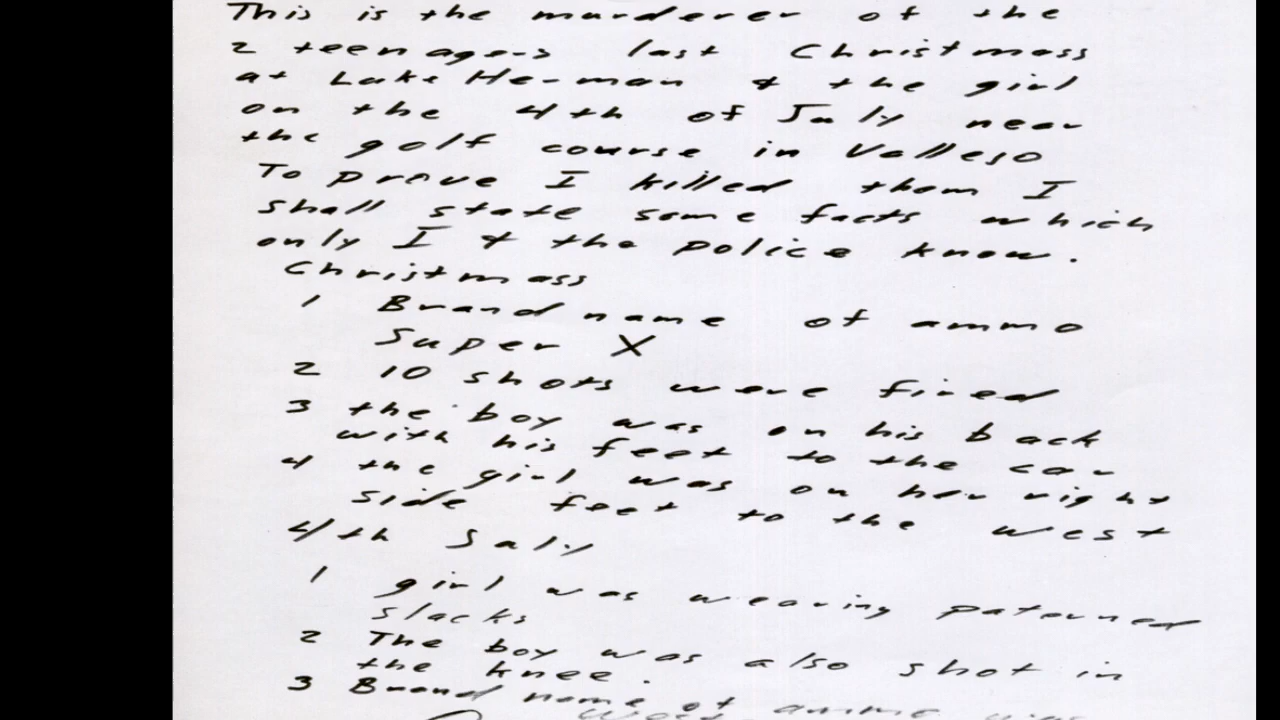 This is the murderer of the
2 teenagers last Christmass
at Lake Herman & the girl
on the 4th of July near
the golf course in Vallejo
To prove I killed them I
shall state some facts which
only I & the police know.
Christmass
1 Brand name of ammo
Super X
2 10 shots were fired
3 the boy was on his back
with his feet to the car
4 the girl was on her right
side feet to the west
4th July
1 girl was wearing paterned
slacks
2 The boy was also shot in
the knee.
3 Brand name of ammo was